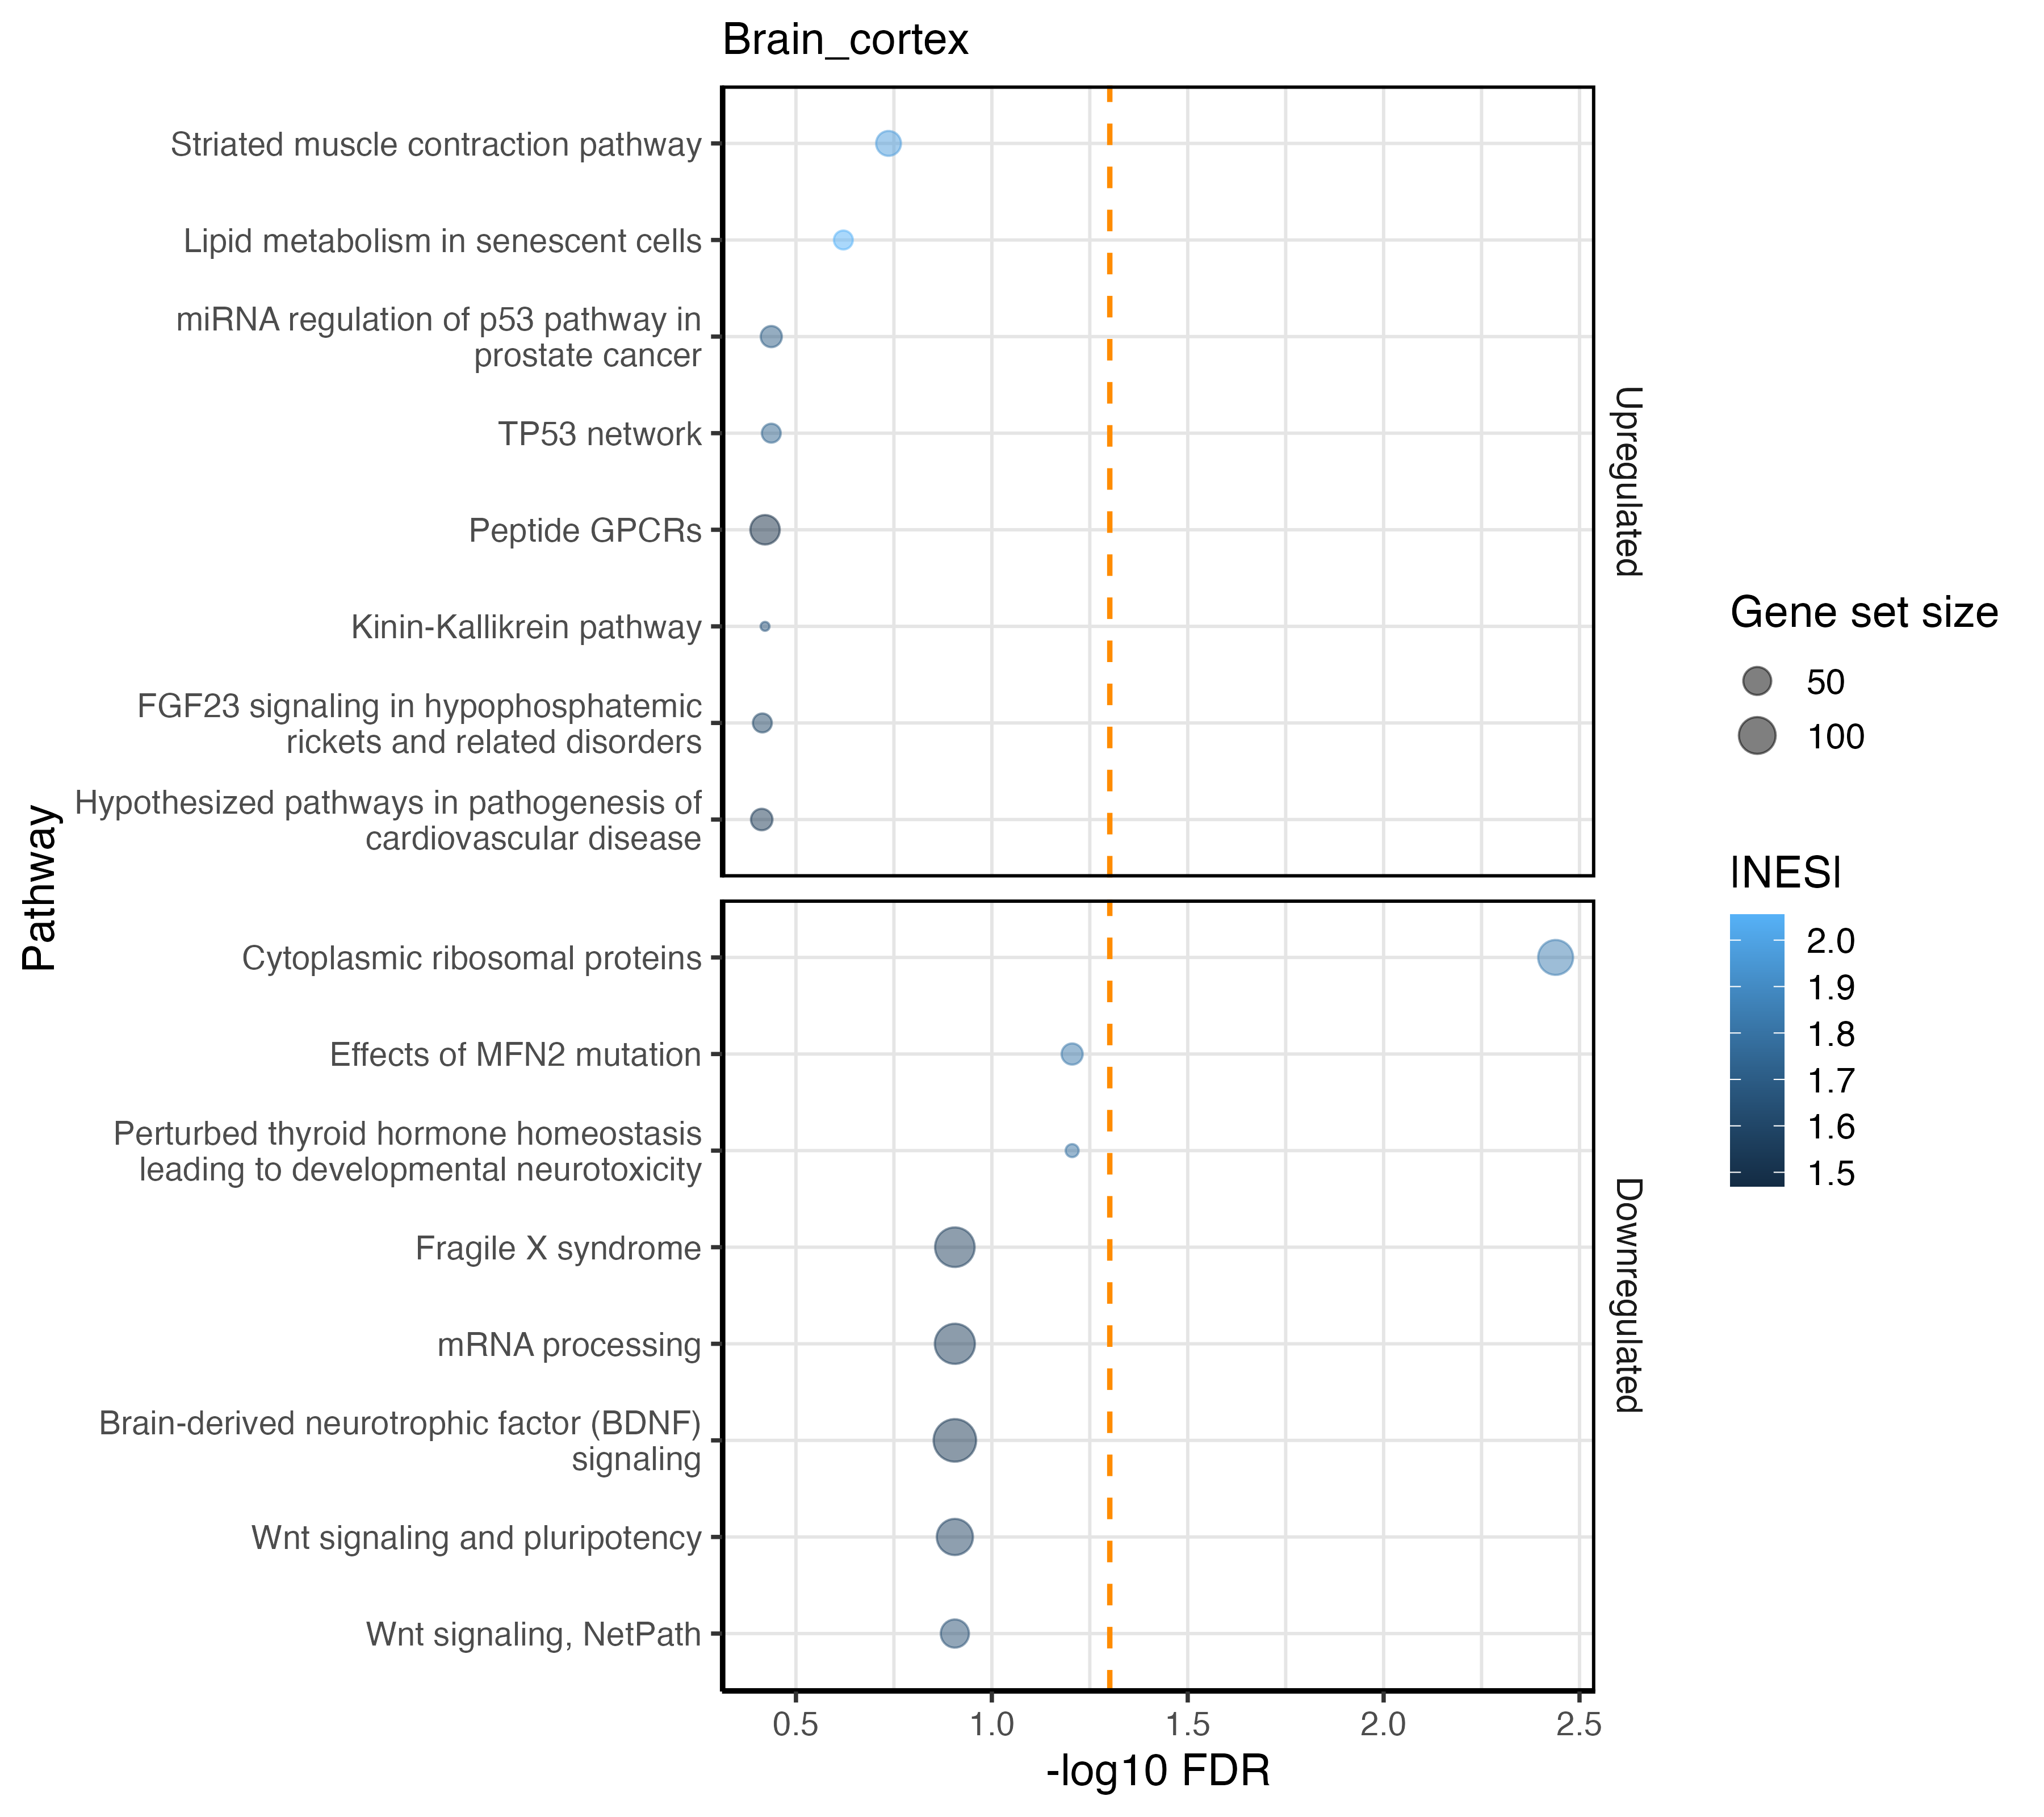 Brain_cortex
Striated muscle contraction pathway
Lipid metabolism in senescent cells
miRNA regulation of p53 pathway in
prostate cancer
TP53 network
Peptide GPCRs
Kinin-Kallikrein pathway
FGF23 signaling in hypophosphatemic
rickets and related disorders
Hypothesized pathways in pathogenesis of
cardiovascular disease
Upregulated
Cytoplasmic ribosomal proteins
Effects of MFN2 mutation
Perturbed thyroid hormone homeostasis
leading to developmental neurotoxicity
Fragile X syndrome
mRNA processing
Brain-derived neurotrophic factor (BDNF)
signaling
Wnt signaling and pluripotency
Wnt signaling, NetPath
Downregulated
Pathway
0.5 1.0 1.5 2.0 2.5
-log10 FDR
Gene set size
50
100
|NES|
2.0
1.9
1.8
1.7
1.6
1.5